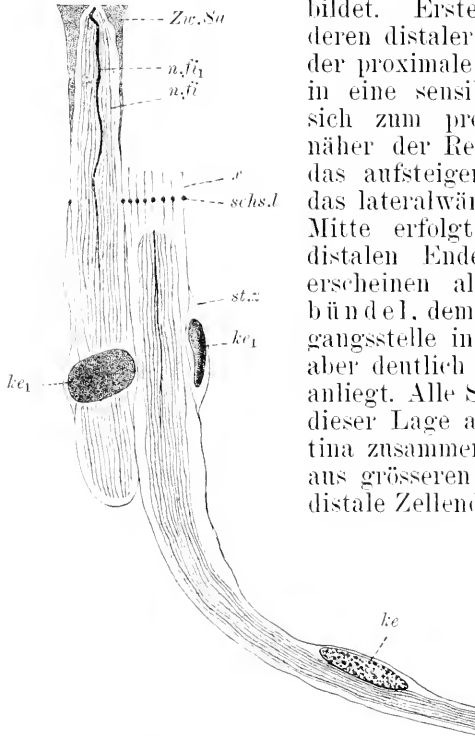 Zw.Sa
n.fi₁
n.fi
x
schs.l
st.z
ke₁
ke₁
ke
bildet. Erste
deren distaler
der proximale
in eine sensi
sich zum pr
näher der Re
das aufsteige
das lateralwär
Mitte erfolgt
distalen Ende
erscheinen al
bündel, dem
gangsstelle in
aber deutlich
anliegt. Alle S
dieser Lage a
tina zusammen
aus grösseren
distale Zellend